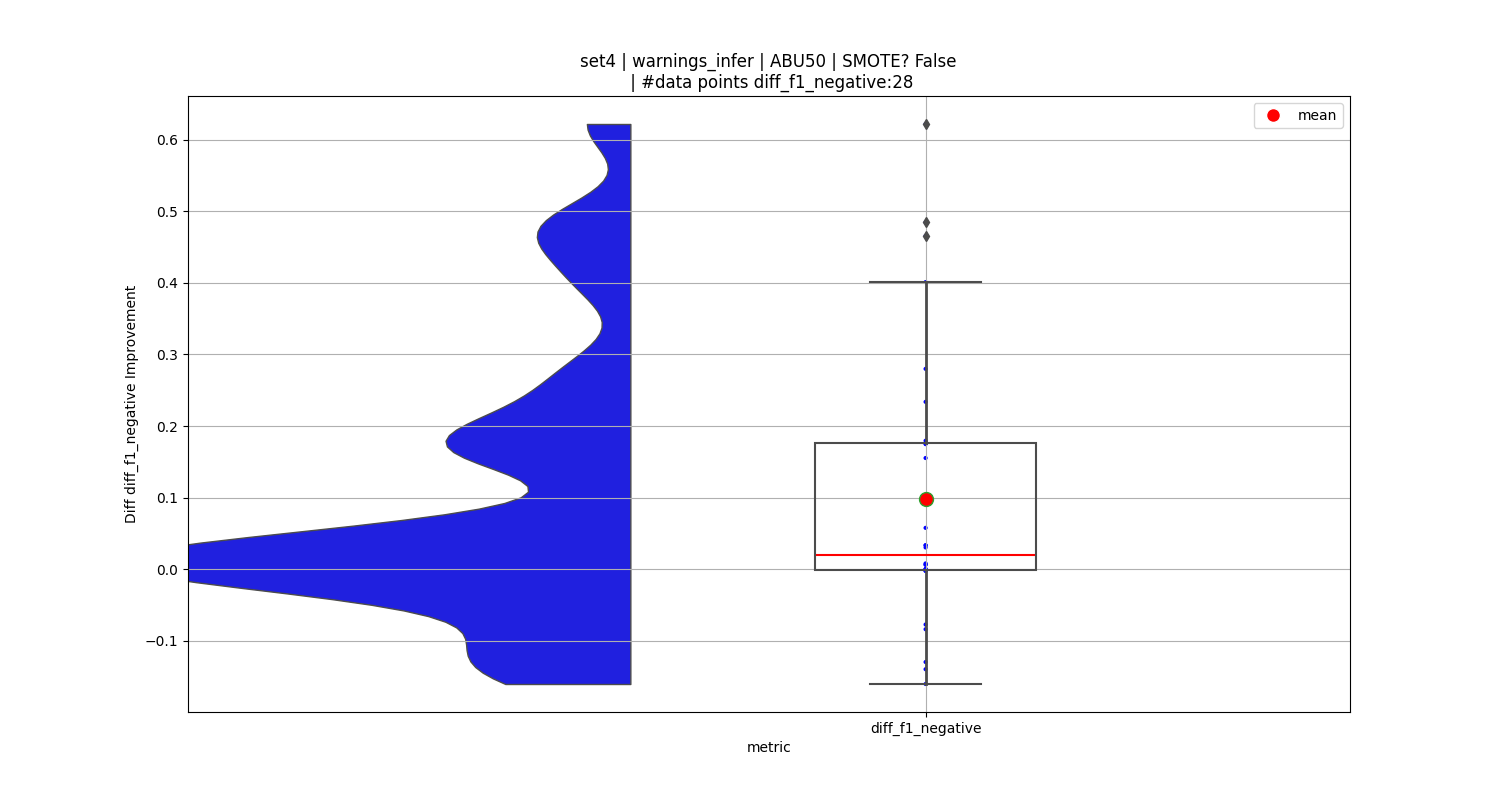 set4 | warnings_infer | ABU50 | SMOTE? False
| #data points diff_f1_negative:28
mean
0.6
0.5
0.4
0.3
0.2
0.1
0.0
−0.1
Diff diff_f1_negative Improvement
diff_f1_negative
metric